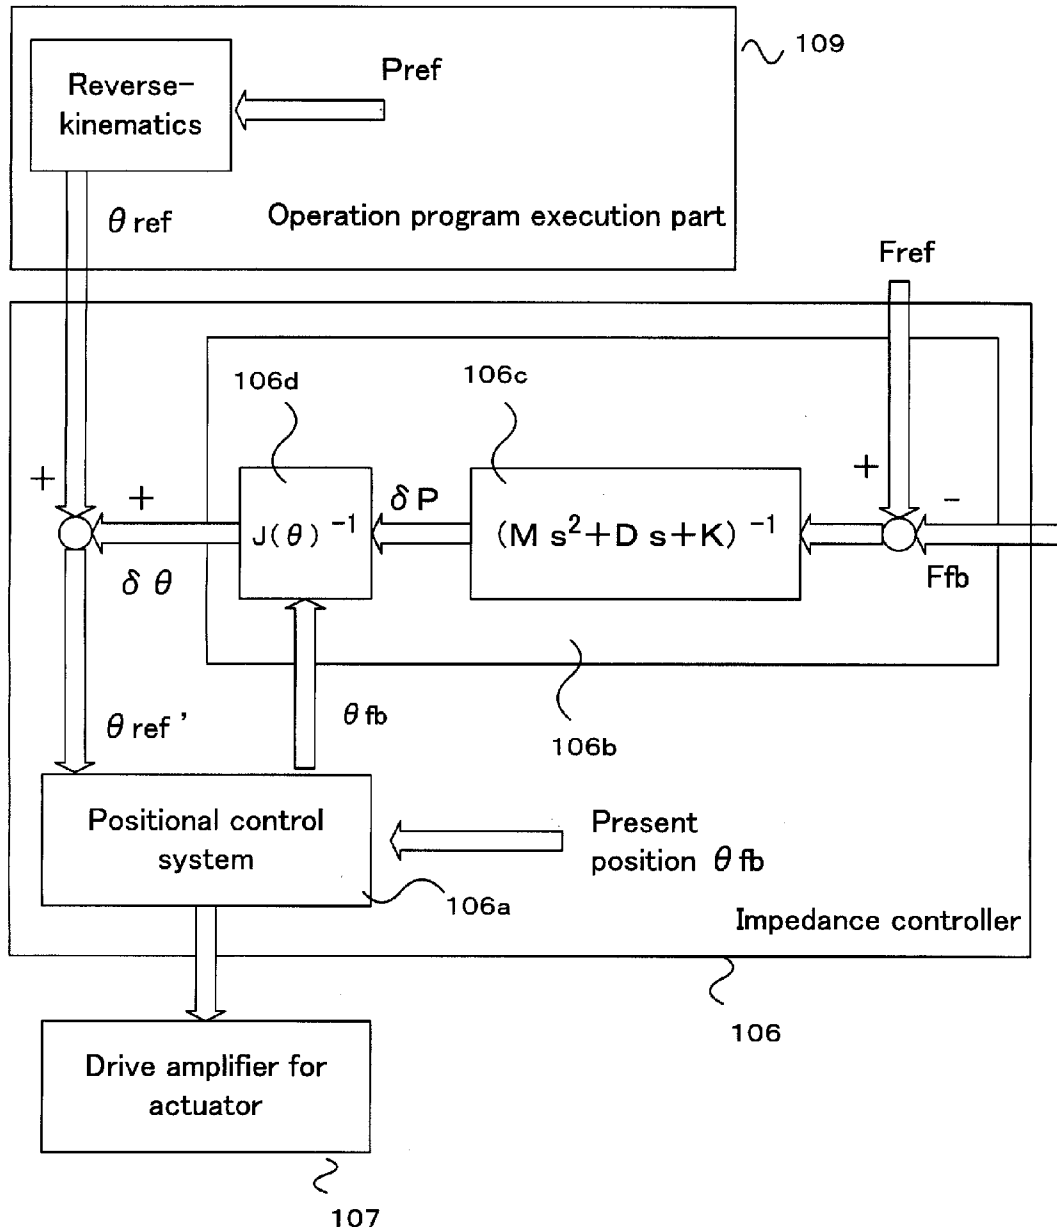 109
Reverse-
kinematics
Pref
θ ref
Operation program execution part
Fref
106d
106c
+
+
δ P
+
-
J(θ)⁻¹
(M s²+D s+K)⁻¹
δ θ
Ffb
θ ref '
θ fb
106b
Positional control
system
Present
position θ fb
106a
Impedance controller
106
Drive amplifier for
actuator
107